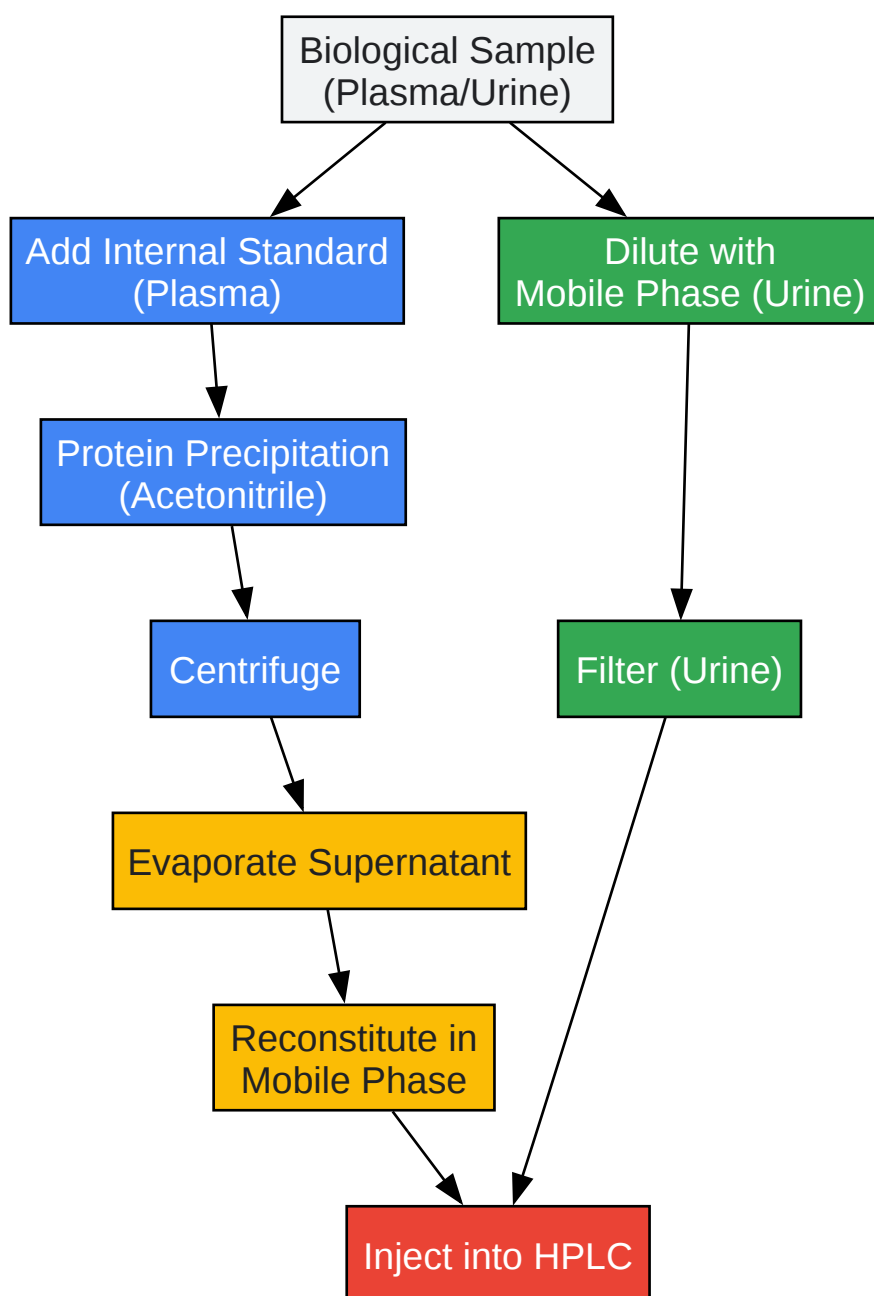 Biological Sample
(Plasma/Urine)
Add Internal Standard
(Plasma)
Dilute with
Mobile Phase (Urine)
Protein Precipitation
(Acetonitrile)
Centrifuge
Filter (Urine)
Evaporate Supernatant
Reconstitute in
Mobile Phase
Inject into HPLC